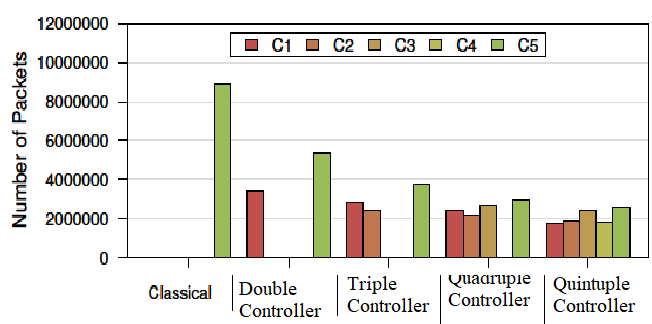 12000000
C1 C2 C3 C4 C5
10000000
8000000
6000000
4000000
2000000
0
Number of Packets
Classical
Double
Controller
Triple
Controller
Quadruple
Controller
Quintuple
Controller